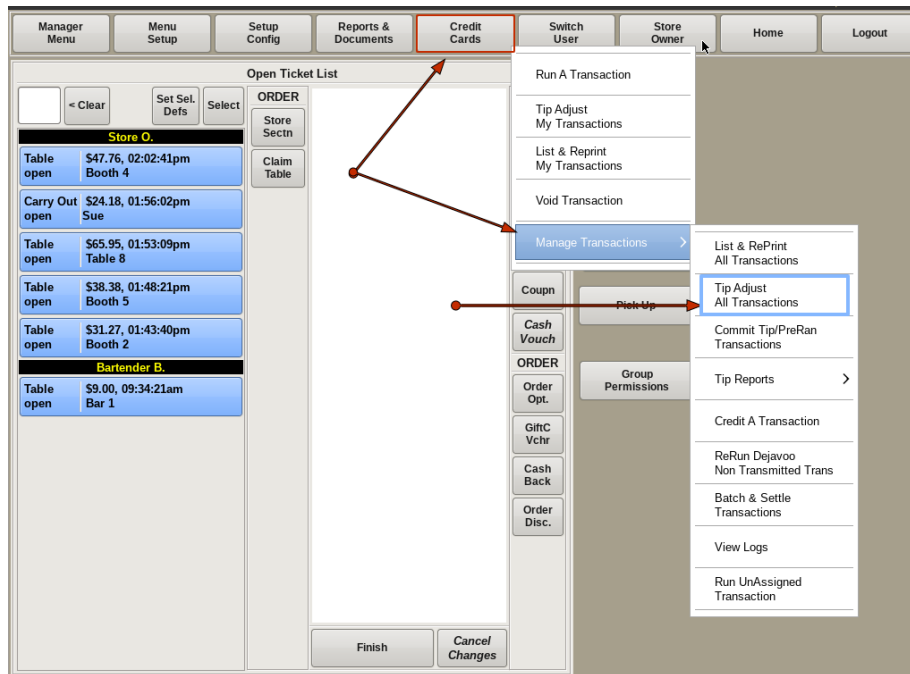 Manager
Menu
Menu
Setup
Setup
Config
Reports &
Documents
Credit
Cards
Switch
User
Store
Owner
Home
Logout
Open Ticket List
< Clear
Set Sel.
Defs
Select
Store O.
Table $47.76, 02:02:41pm
open Booth 4
Carry Out $24.18, 01:56:02pm
open Sue
Table $65.95, 01:53:09pm
open Table 8
Table $38.38, 01:48:21pm
open Booth 5
Table $31.27, 01:43:40pm
open Booth 2
Bartender B.
Table $9.00, 09:34:21am
open Bar 1
ORDER
Store
Sectn
Claim
Table
Finish
Cancel
Changes
Coupn
Cash
Vouch
ORDER
Order
Opt.
GiftC
Vchr
Cash
Back
Order
Disc.
Pick Up
Group
Permissions
Run A Transaction
Tip Adjust
My Transactions
List & Reprint
My Transactions
Void Transaction
Manage Transactions
List & RePrint
All Transactions
Tip Adjust
All Transactions
Commit Tip/PreRan
Transactions
Tip Reports
Credit A Transaction
ReRun Dejavoo
Non Transmitted Trans
Batch & Settle
Transactions
View Logs
Run UnAssigned
Transaction